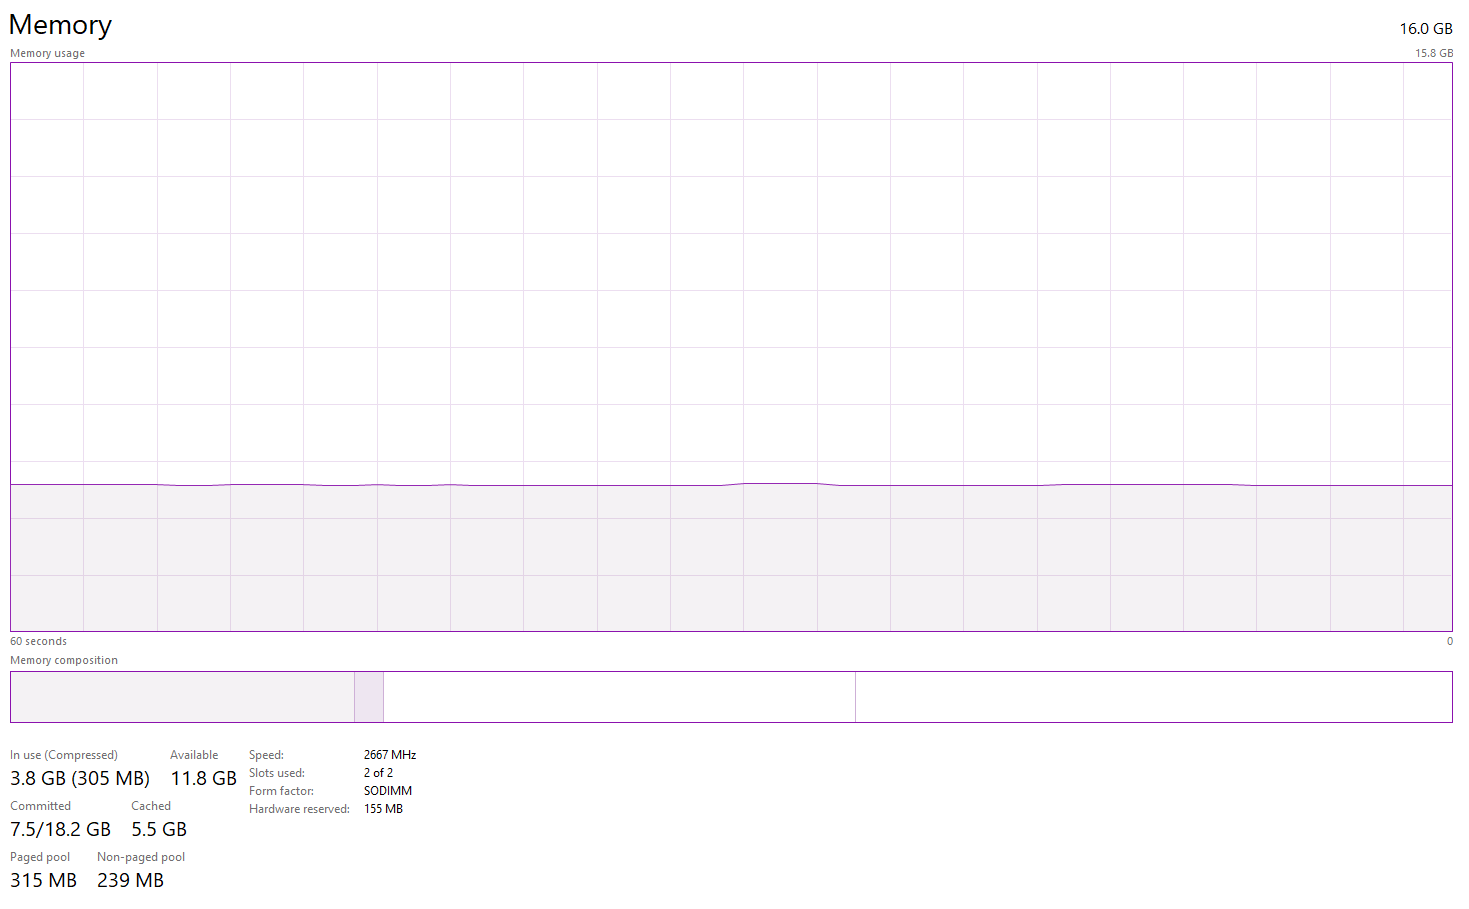 Memory
16.0 GB
Memory usage
15.8 GB
60 seconds
0
Memory composition
In use (Compressed)
3.8 GB (305 MB)
Available
11.8 GB
Committed
7.5/18.2 GB
Cached
5.5 GB
Paged pool
315 MB
Non-paged pool
239 MB
Speed: 2667 MHz
Slots used: 2 of 2
Form factor: SODIMM
Hardware reserved: 155 MB